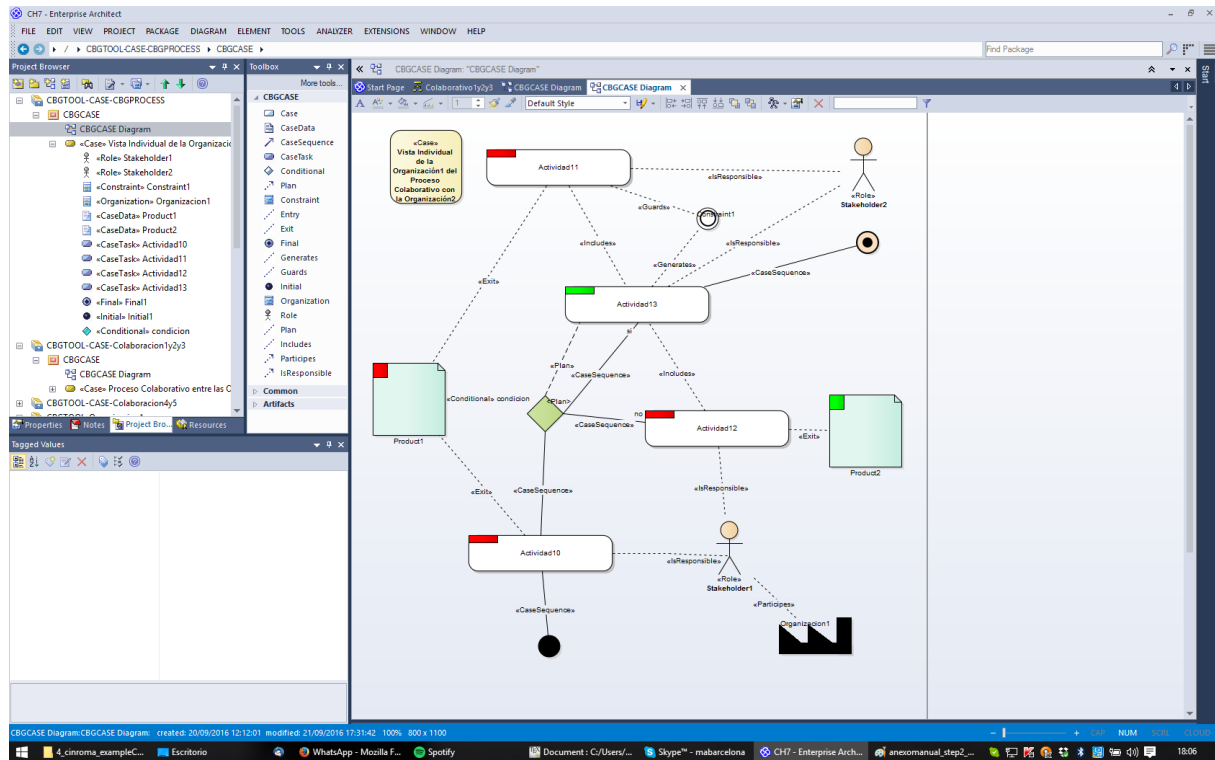 CH7 - Enterprise Architect
FILE EDIT VIEW PROJECT PACKAGE DIAGRAM ELEMENT TOOLS ANALYZER EXTENSIONS WINDOW HELP
/ CBGTOOL-CASE-CBGPROCESS CBGCASE
Find Package
Project Browser
CBGTOOL-CASE-CBGPROCESS
CBGCASE
CBGCASE Diagram
«Case» Vista Individual de la Organizaci
«Role» Stakeholder1
«Role» Stakeholder2
«Constraint» Constraint1
«Organization» Organizacion1
«CaseData» Product1
«CaseData» Product2
«CaseTask» Actividad10
«CaseTask» Actividad11
«CaseTask» Actividad12
«CaseTask» Actividad13
«Final» Final1
«Initial» Initial1
«Conditional» condicion
CBGTOOL-CASE-Colaboracion1y2y3
CBGCASE
CBGCASE Diagram
«Case» Proceso Colaborativo entre las C
CBGTOOL-CASE-Colaboracion4y5
Properties Notes Project Bro... Resources
Tagged Values
Toolbox
More tools...
CBGCASE
Case
CaseData
CaseSequence
CaseTask
Conditional
Plan
Constraint
Entry
Exit
Final
Generates
Guards
Initial
Organization
Role
Plan
Includes
Participes
IsResponsible
Common
Artifacts
CBGCASE Diagram: "CBGCASE Diagram"
Start Page Colaborativo1y2y3 * CBGCASE Diagram CBGCASE Diagram
1 Default Style
Start
«Case»
Vista Individual
de la
Organización1 del
Proceso
Colaborativo con
la Organización2
Actividad11
«IsResponsible»
«Role»
Stakeholder2
«Guards»
Constraint1
«Includes»
«IsResponsible»
«Generates»
«CaseSequence»
«Exit»
Actividad13
si
«Plan»
«CaseSequence»
«Includes»
«Conditional» condicion
«Plan»
no
«CaseSequence»
Actividad12
«Exit»
Product1
Product2
«Exit»
«CaseSequence»
«IsResponsible»
Actividad10
«IsResponsible»
«Role»
Stakeholder1
«Participes»
«CaseSequence»
Organizacion1
CBGCASE Diagram:CBGCASE Diagram: created: 20/09/2016 12:12:01 modified: 21/09/2016 17:31:42 100% 800 x 1100
CAP NUM SCRL CLOUD
4_cinroma_exampleC... Escritorio WhatsApp - Mozilla F... Spotify Document : C:/Users/... Skype™ - mabarcelona CH7 - Enterprise Arch... anexomanual_step2_... 18:06